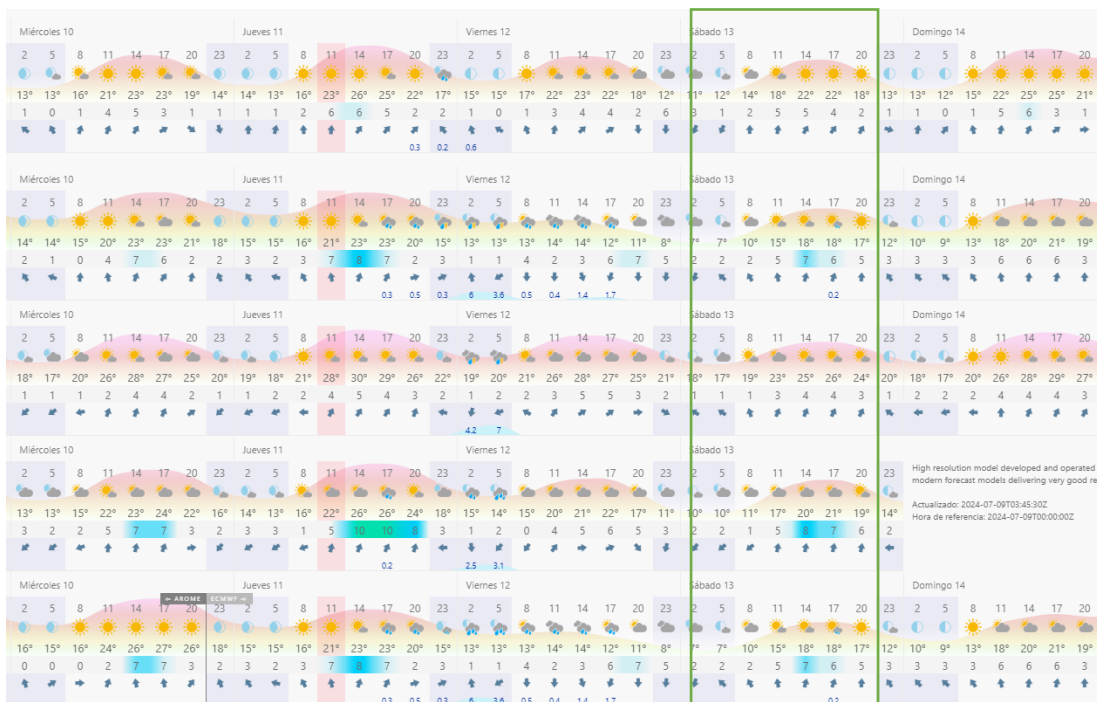 Miércoles 10 Jueves 11 Viernes 12 Sábado 13 Domingo 14
2 5 8 11 14 17 20 23 2 5 8 11 14 17 20 23 2 5 8 11 14 17 20 23 2 5 8 11 14 17 20 23 2 5 8 11 14 17 20
13° 13° 16° 21° 23° 23° 19° 14° 14° 13° 16° 23° 26° 25° 22° 17° 15° 15° 17° 22° 22° 22° 18° 12° 11° 12° 14° 18° 22° 22° 18° 13° 12° 12° 15° 22° 25° 25° 21°
1 0 1 4 5 3 1 1 1 1 2 6 6 5 2 2 1 0 1 3 4 4 2 6 3 1 2 5 5 4 2 1 1 0 1 5 6 3 1
0.3 0.2 0.6
Miércoles 10 Jueves 11 Viernes 12 Sábado 13 Domingo 14
2 5 8 11 14 17 20 23 2 5 8 11 14 17 20 23 2 5 8 11 14 17 20 23 2 5 8 11 14 17 20 23 2 5 8 11 14 17 20
14° 14° 15° 20° 23° 23° 21° 18° 15° 15° 16° 21° 23° 23° 20° 15° 13° 13° 13° 14° 14° 12° 11° 8° 7° 7° 10° 15° 18° 18° 17° 12° 10° 9° 13° 18° 20° 21° 19°
2 1 0 4 7 6 2 2 3 2 3 7 8 7 2 3 1 1 4 2 3 6 7 5 2 2 2 5 7 6 5 3 3 3 3 6 6 6 3
0.3 0.5 0.3 6 3.6 0.5 0.4 1.4 1.7 0.2
Miércoles 10 Jueves 11 Viernes 12 Sábado 13 Domingo 14
2 5 8 11 14 17 20 23 2 5 8 11 14 17 20 23 2 5 8 11 14 17 20 23 2 5 8 11 14 17 20 23 2 5 8 11 14 17 20
18° 17° 20° 26° 28° 27° 25° 20° 19° 18° 21° 28° 29° 29° 26° 22° 19° 20° 21° 26° 27° 27° 25° 21° 18° 17° 19° 23° 26° 26° 24° 20° 18° 17° 20° 26° 28° 29° 27°
1 1 1 2 4 4 2 1 1 2 2 4 5 4 3 2 1 2 2 3 5 5 3 2 1 1 1 3 4 4 3 1 2 2 2 4 4 4 3
4.2 7
Miércoles 10 Jueves 11 Viernes 12 Sábado 13
2 5 8 11 14 17 20 23 2 5 8 11 14 17 20 23 2 5 8 11 14 17 20 23 2 5 8 11 14 17 20 23
High resolution model developed and operated
modern forecast models delivering very good re
Actualizado: 2024-07-09T03:45:30Z
Hora de referencia: 2024-07-09T00:00:00Z
13° 13° 15° 22° 27° 27° 24° 16° 14° 14° 16° 22° 26° 26° 24° 18° 15° 14° 15° 20° 22° 21° 18° 11° 10° 10° 11° 17° 20° 21° 19° 14°
3 2 2 5 7 7 3 2 3 3 1 5 10 10 8 3 1 2 0 4 5 6 5 3 2 2 1 5 8 7 6 2
0.2 2.5 3.1
Miércoles 10 Jueves 11 Viernes 12 Sábado 13 Domingo 14
← AROME ECMWF →
2 5 8 11 14 17 20 23 2 5 8 11 14 17 20 23 2 5 8 11 14 17 20 23 2 5 8 11 14 17 20 23 2 5 8 11 14 17 20
16° 15° 16° 24° 26° 27° 26° 18° 15° 15° 16° 21° 23° 23° 20° 15° 13° 13° 13° 14° 14° 12° 11° 8° 7° 7° 10° 15° 18° 18° 17° 12° 10° 9° 13° 18° 20° 21° 19°
0 0 0 2 7 7 3 2 3 2 3 7 8 7 2 3 1 1 4 2 3 6 7 5 2 2 2 5 7 6 5 3 3 3 3 6 6 6 3
0.3 0.5 0.3 6 3.6 0.5 0.4 1.4 1.7 0.2